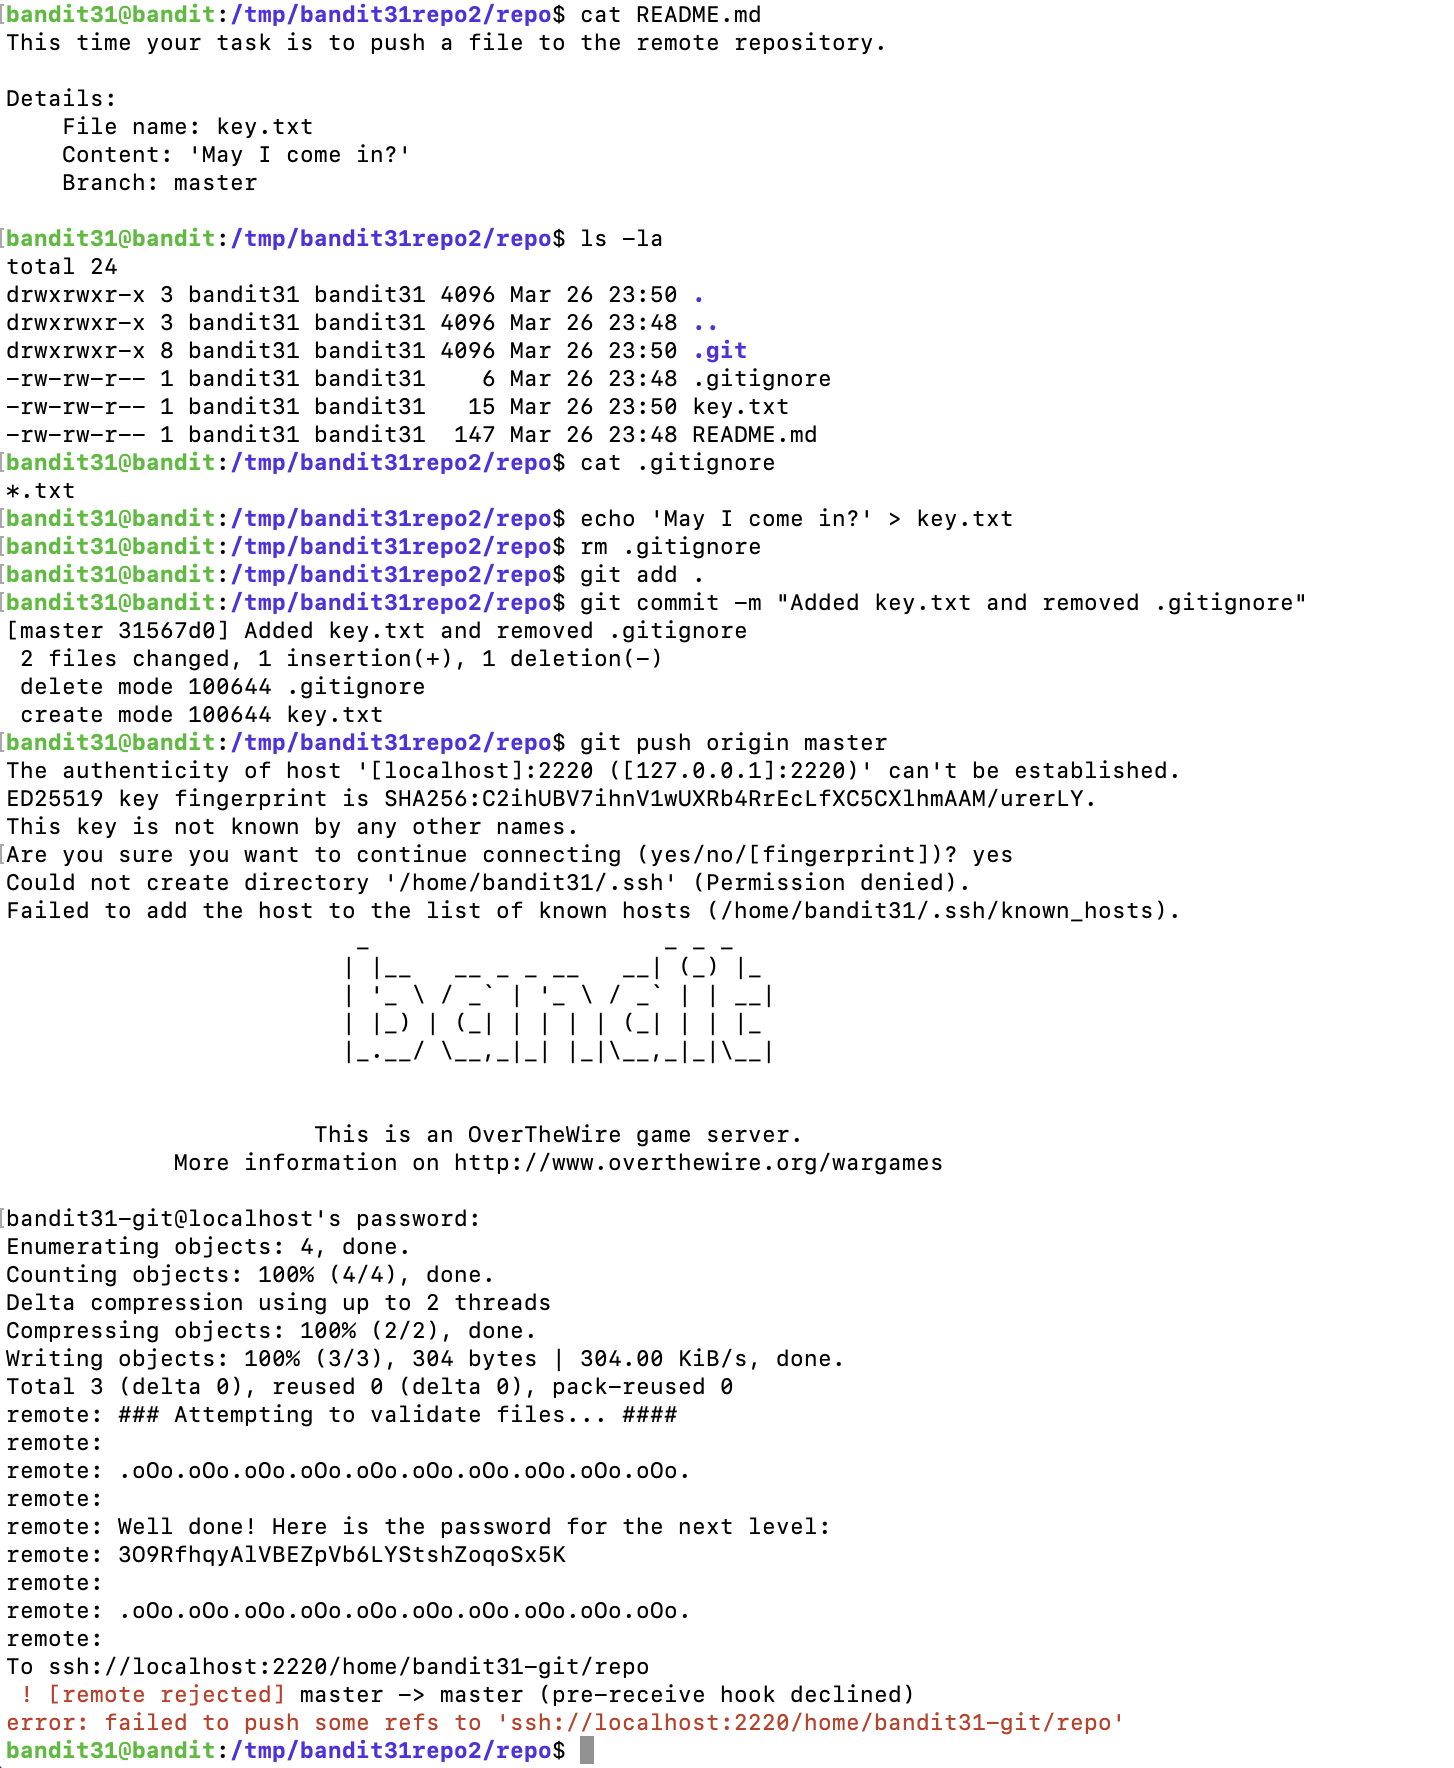 bandit31@bandit:/tmp/bandit31repo2/repo$ cat README.md
This time your task is to push a file to the remote repository.

Details:
    File name: key.txt
    Content: 'May I come in?'
    Branch: master

bandit31@bandit:/tmp/bandit31repo2/repo$ ls -la
total 24
drwxrwxr-x 3 bandit31 bandit31 4096 Mar 26 23:50 .
drwxrwxr-x 3 bandit31 bandit31 4096 Mar 26 23:48 ..
drwxrwxr-x 8 bandit31 bandit31 4096 Mar 26 23:50 .git
-rw-rw-r-- 1 bandit31 bandit31    6 Mar 26 23:48 .gitignore
-rw-rw-r-- 1 bandit31 bandit31   15 Mar 26 23:50 key.txt
-rw-rw-r-- 1 bandit31 bandit31  147 Mar 26 23:48 README.md
bandit31@bandit:/tmp/bandit31repo2/repo$ cat .gitignore
*.txt
bandit31@bandit:/tmp/bandit31repo2/repo$ echo 'May I come in?' > key.txt
bandit31@bandit:/tmp/bandit31repo2/repo$ rm .gitignore
bandit31@bandit:/tmp/bandit31repo2/repo$ git add .
bandit31@bandit:/tmp/bandit31repo2/repo$ git commit -m "Added key.txt and removed .gitignore"
[master 31567d0] Added key.txt and removed .gitignore
 2 files changed, 1 insertion(+), 1 deletion(-)
 delete mode 100644 .gitignore
 create mode 100644 key.txt
bandit31@bandit:/tmp/bandit31repo2/repo$ git push origin master
The authenticity of host '[localhost]:2220 ([127.0.0.1]:2220)' can't be established.
ED25519 key fingerprint is SHA256:C2ihUBV7ihnV1wUXRb4RrEcLfXC5CXlhmAAM/urerLY.
This key is not known by any other names.
Are you sure you want to continue connecting (yes/no/[fingerprint])? yes
Could not create directory '/home/bandit31/.ssh' (Permission denied).
Failed to add the host to the list of known hosts (/home/bandit31/.ssh/known_hosts).
                         _                     _ _ _
                        | |__   __ _ _ __   __| (_) |_
                        | '_ \ / _` | '_ \ / _` | | __|
                        | |_) | (_| | | | | (_| | | |_
                        |_.__/ \__,_|_| |_|\__,_|_|\__|

                      This is an OverTheWire game server.
            More information on http://www.overthewire.org/wargames

bandit31-git@localhost's password:
Enumerating objects: 4, done.
Counting objects: 100% (4/4), done.
Delta compression using up to 2 threads
Compressing objects: 100% (2/2), done.
Writing objects: 100% (3/3), 304 bytes | 304.00 KiB/s, done.
Total 3 (delta 0), reused 0 (delta 0), pack-reused 0
remote: ### Attempting to validate files... ####
remote:
remote: .oOo.oOo.oOo.oOo.oOo.oOo.oOo.oOo.oOo.oOo.
remote:
remote: Well done! Here is the password for the next level:
remote: 3O9RfhqyAlVBEZpVb6LYStshZoqoSx5K
remote:
remote: .oOo.oOo.oOo.oOo.oOo.oOo.oOo.oOo.oOo.oOo.
remote:
To ssh://localhost:2220/home/bandit31-git/repo
 ! [remote rejected] master -> master (pre-receive hook declined)
error: failed to push some refs to 'ssh://localhost:2220/home/bandit31-git/repo'
bandit31@bandit:/tmp/bandit31repo2/repo$